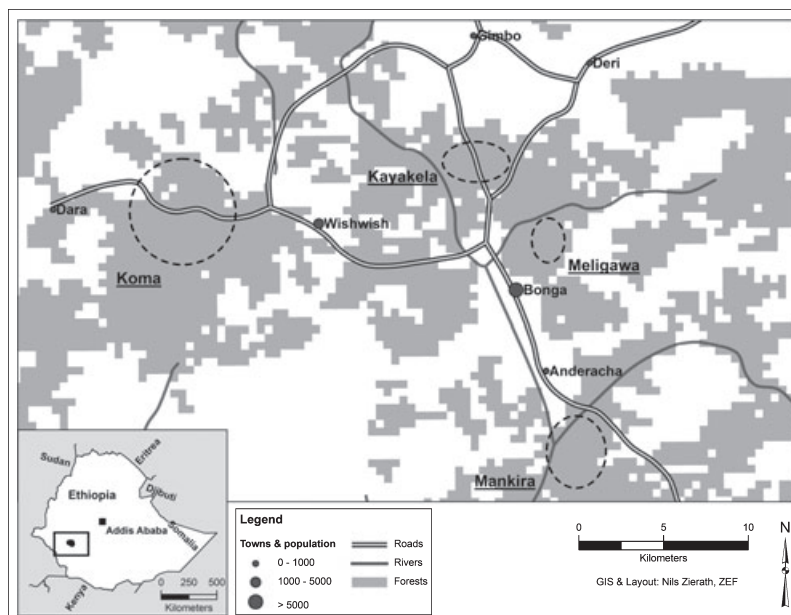 Gimbo
Deri
Kayakela
Dara
Wishwish
Koma
Meligawa
Bonga
Anderacha
Mankira
Sudan
Eritrea
Ethiopia
Djibuti
Addis Ababa
Somalia
Kenya
0 250 500
Kilometers
Legend
Towns & population
0 - 1000
1000 - 5000
> 5000
Roads
Rivers
Forests
0 5 10
Kilometers
GIS & Layout: Nils Zierath, ZEF
N